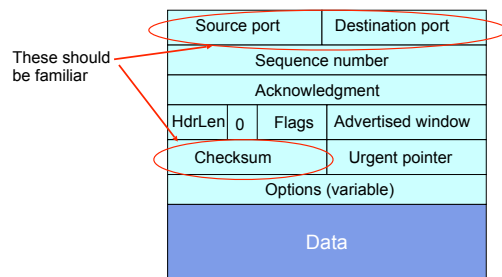 Source port Destination port
These should
be familiar
Sequence number
Acknowledgment
HdrLen 0 Flags Advertised window
Checksum Urgent pointer
Options (variable)
Data